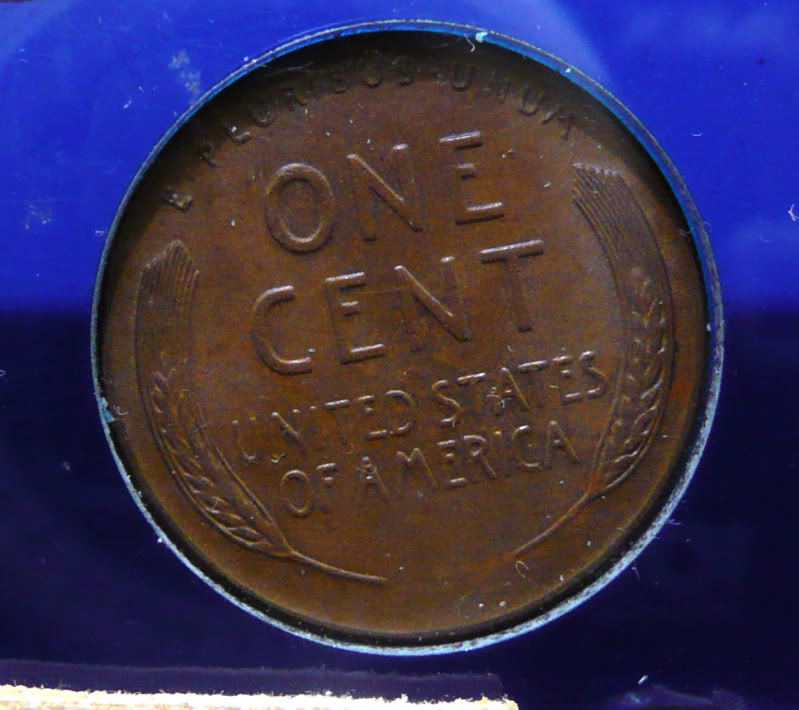 E PLURIBUS UNUM
ONE
CENT
UNITED STATES
OF AMERICA